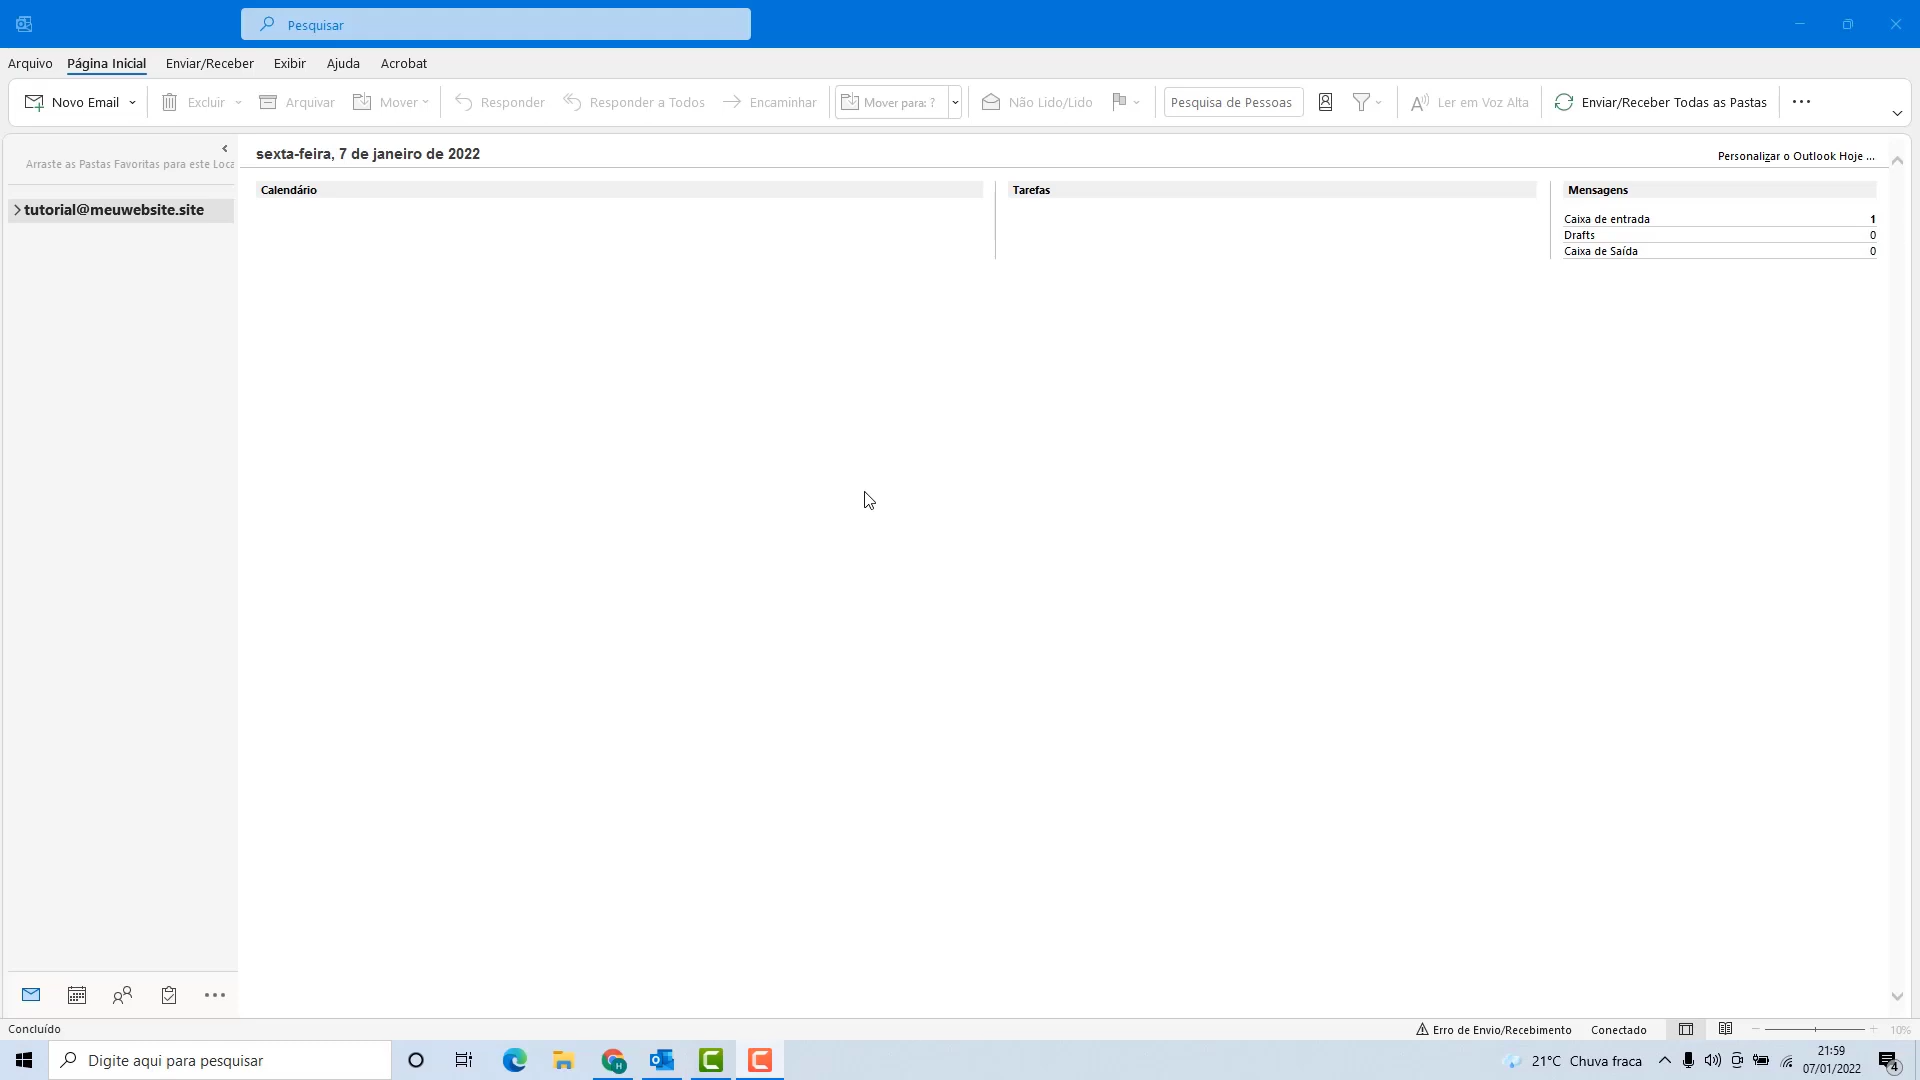 Pesquisar
Arquivo Página Inicial Enviar/Receber Exibir Ajuda Acrobat
Novo Email Excluir Arquivar Mover Responder Responder a Todos Encaminhar Mover para: ? Não Lido/Lido Pesquisa de Pessoas Ler em Voz Alta Enviar/Receber Todas as Pastas
Arraste as Pastas Favoritas para este Loca
sexta-feira, 7 de janeiro de 2022
Personalizar o Outlook Hoje ...
tutorial@meuwebsite.site
Calendário
Tarefas
Mensagens
Caixa de entrada 1
Drafts 0
Caixa de Saída 0
Concluído
Erro de Envio/Recebimento Conectado 10%
Digite aqui para pesquisar
21°C Chuva fraca
21:59
07/01/2022
4